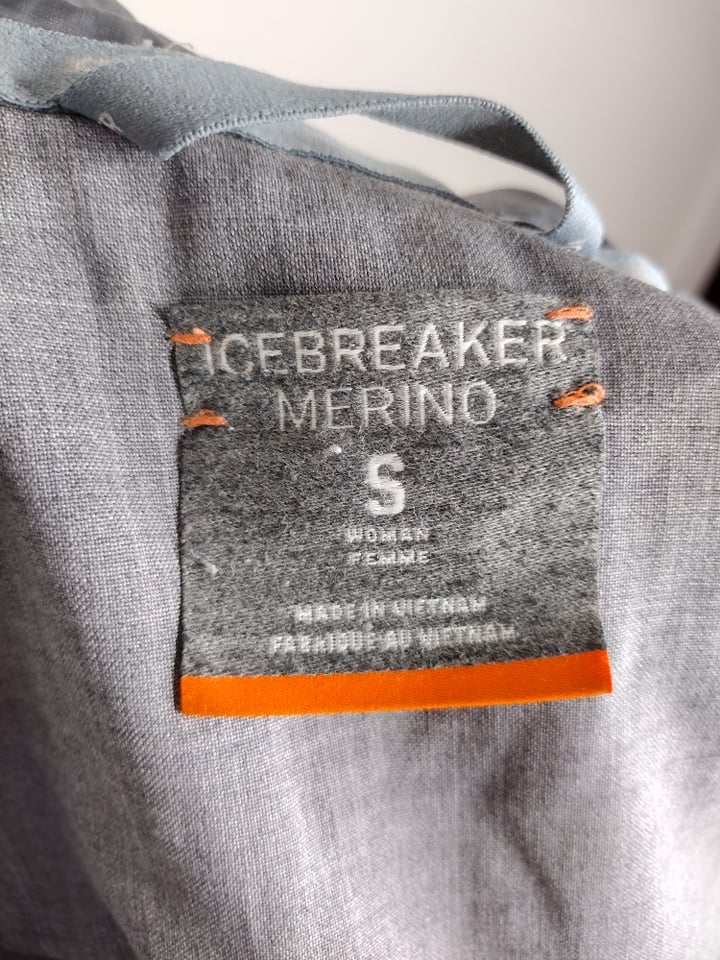 ICEBREAKER
MERINO
S
WOMAN
FEMME
MADE IN VIETNAM
FABRIQUÉ AU VIETNAM